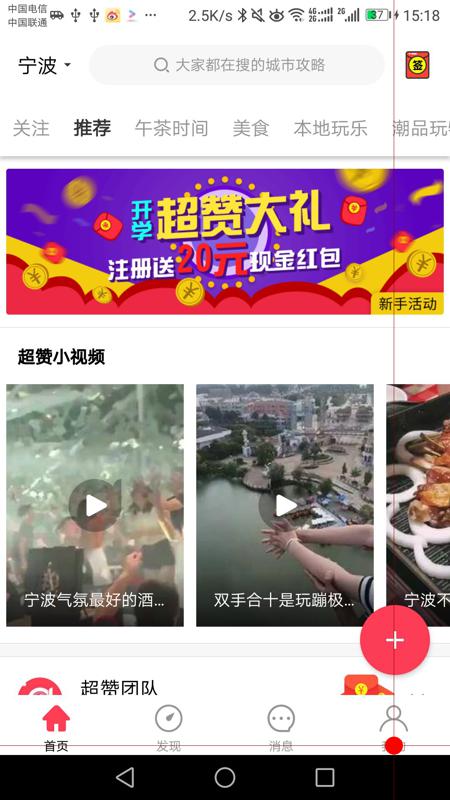 中国电信
中国联通
2.5K/s
4G
2G
37
15:18
宁波
大家都在搜的城市攻略
签
关注 推荐 午茶时间 美食 本地玩乐 潮品玩
开学
超赞大礼
注册送20元现金红包
新手活动
超赞小视频
宁波气氛最好的酒...
双手合十是玩蹦极...
宁波不
超赞团队
首页 发现 消息